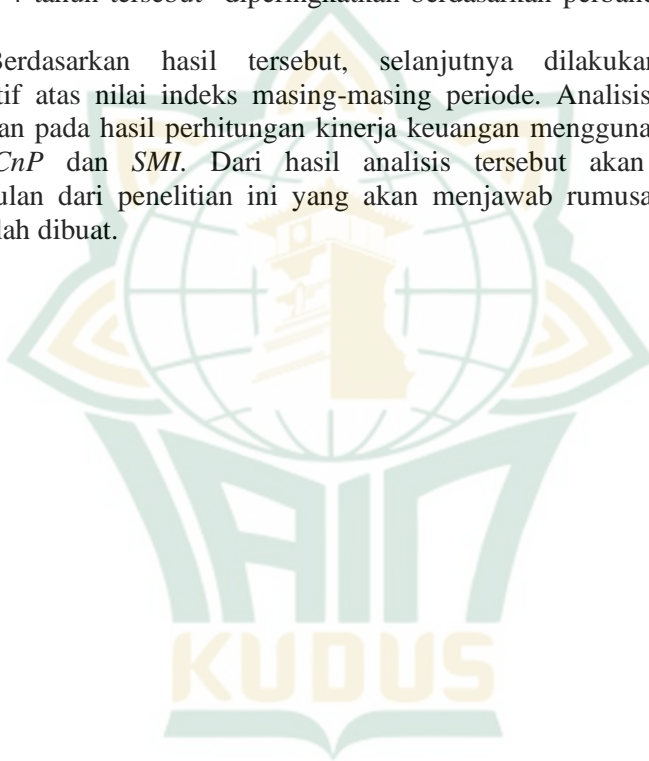 4 tahun tersebut diperingkatkan berdasarkan
Berdasarkan hasil tersebut, selanjutnya dilakukan
tif atas nilai indeks masing-masing periode. Analisis
an pada hasil perhitungan kinerja keuangan mengguna
CnP dan SMI. Dari hasil analisis tersebut akan
ulan dari penelitian ini yang akan menjawab rumusa
lah dibuat.
IAIN
KUDUS